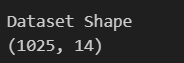 Dataset Shape
(1025, 14)